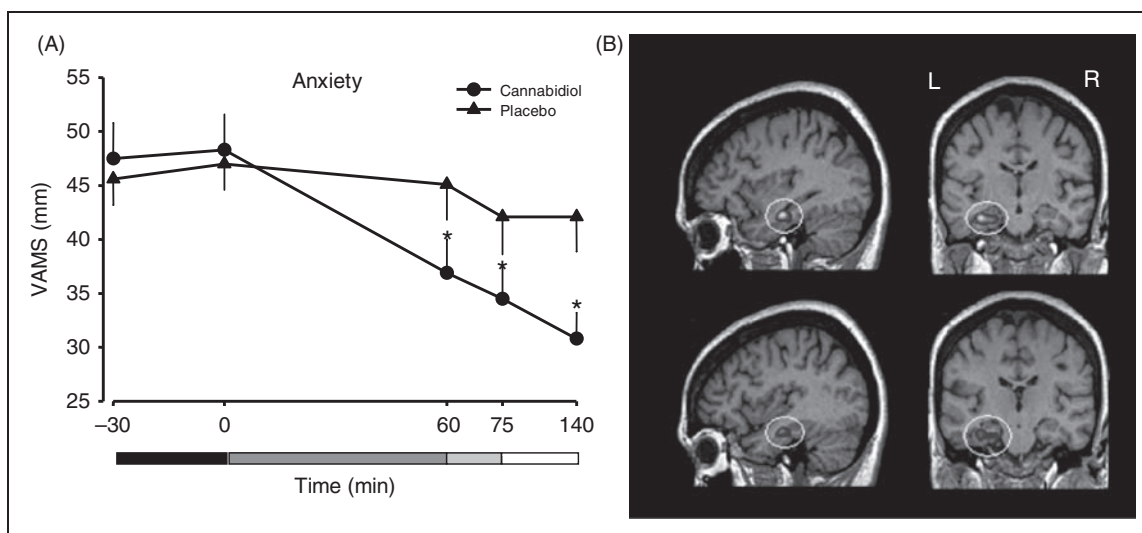 (A)
Anxiety
Cannabidiol
Placebo
55
50
45
40
35
30
25
VAMS (mm)
*
*
*
–30
0
60
75
140
Time (min)
(B)
L
R